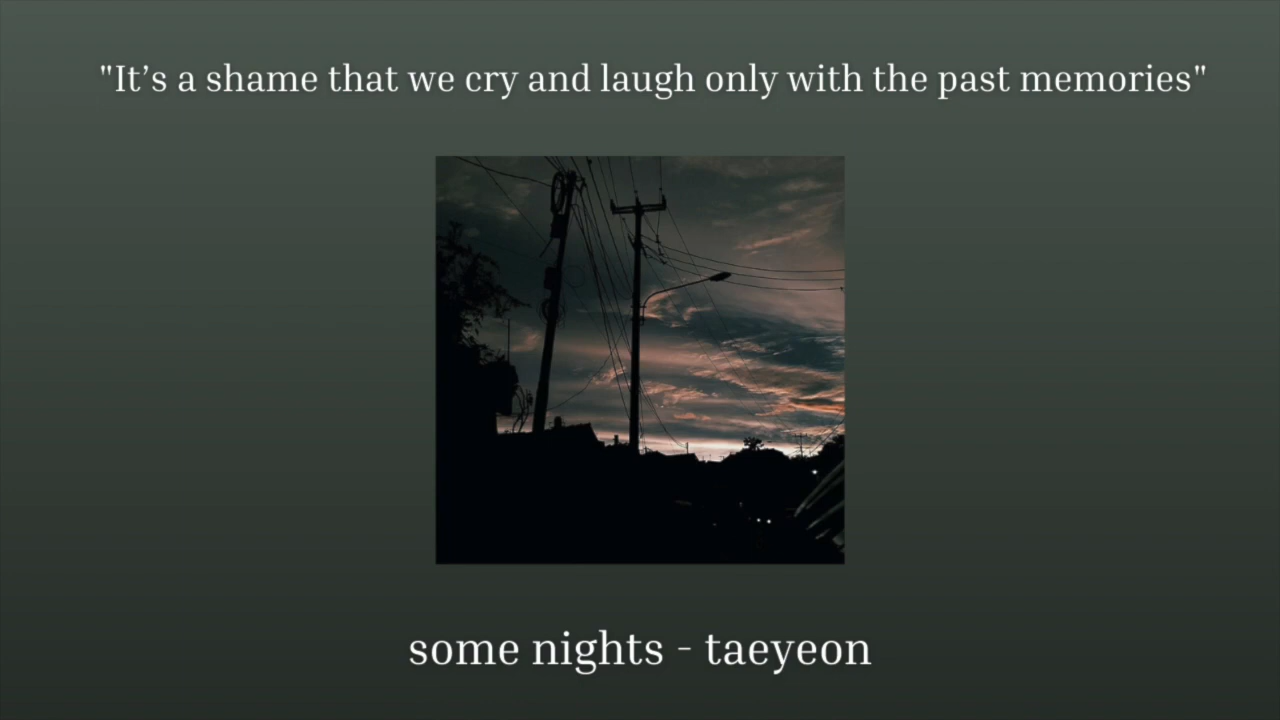 "It’s a shame that we cry and laugh only with the past memories"
some nights - taeyeon